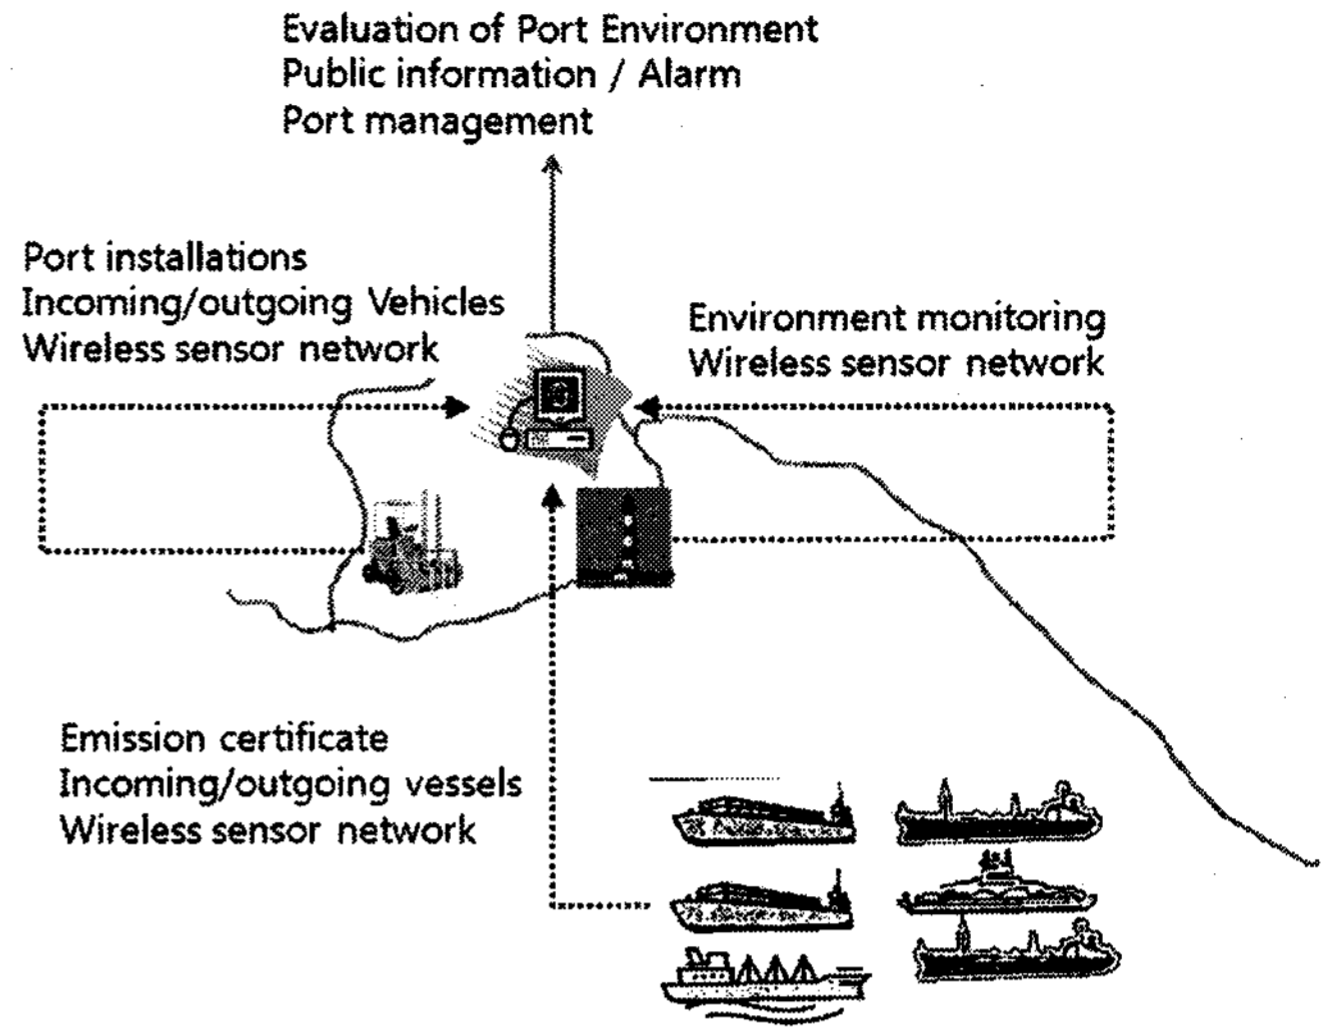 Evaluation of Port Environment
Public information / Alarm
Port management
Port installations
Incoming/outgoing Vehicles
Wireless sensor network
Environment monitoring
Wireless sensor network
Emission certificate
Incoming/outgoing vessels
Wireless sensor network